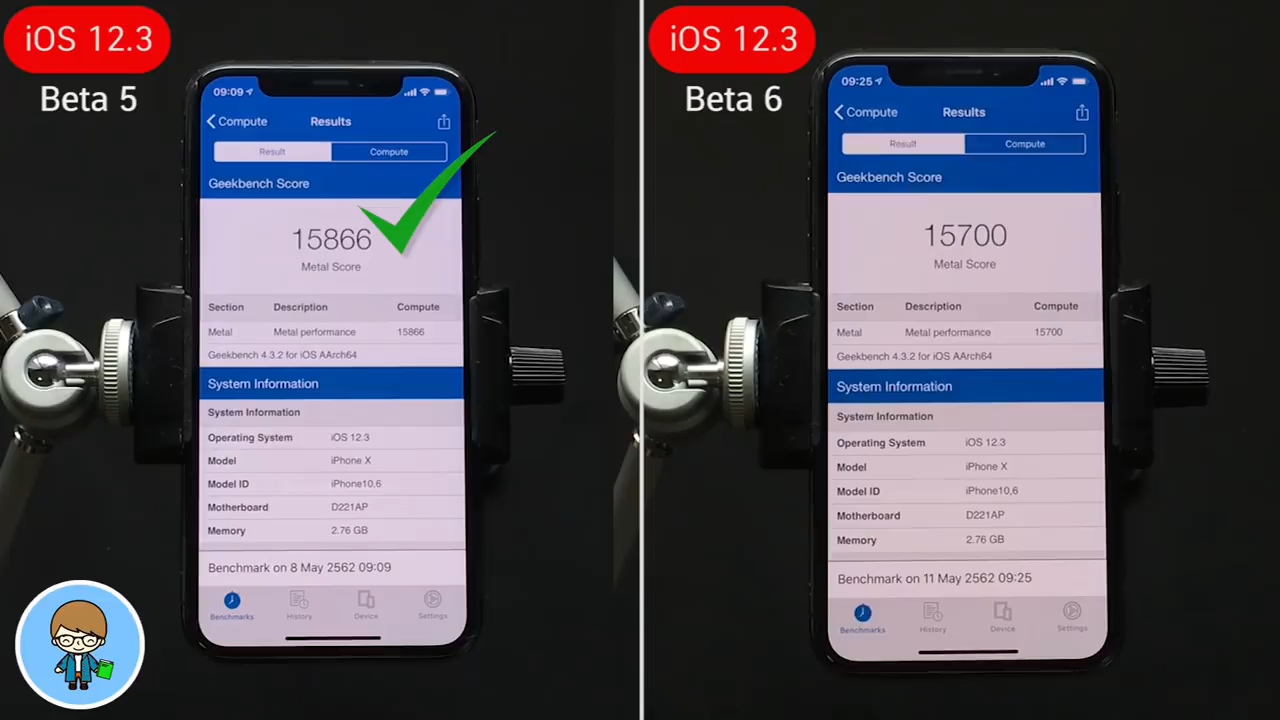 iOS 12.3
Beta 5
09:09
Compute
Results
Result
Compute
Geekbench Score
15866
Metal Score
Section Description Compute
Metal Metal performance 15866
Geekbench 4.3.2 for iOS AArch64
System Information
System Information
Operating System iOS 12.3
Model iPhone X
Model ID iPhone10,6
Motherboard D221AP
Memory 2.76 GB
Benchmark on 8 May 2562 09:09
Benchmarks History Device Settings
iOS 12.3
Beta 6
09:25
Compute
Results
Result
Compute
Geekbench Score
15700
Metal Score
Section Description Compute
Metal Metal performance 15700
Geekbench 4.3.2 for iOS AArch64
System Information
System Information
Operating System iOS 12.3
Model iPhone X
Model ID iPhone10,6
Motherboard D221AP
Memory 2.76 GB
Benchmark on 11 May 2562 09:25
Benchmarks History Device Settings